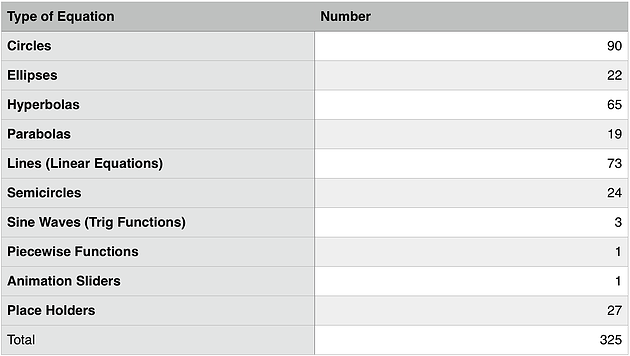 Type of Equation Number
Circles 90
Ellipses 22
Hyperbolas 65
Parabolas 19
Lines (Linear Equations) 73
Semicircles 24
Sine Waves (Trig Functions) 3
Piecewise Functions 1
Animation Sliders 1
Place Holders 27
Total 325